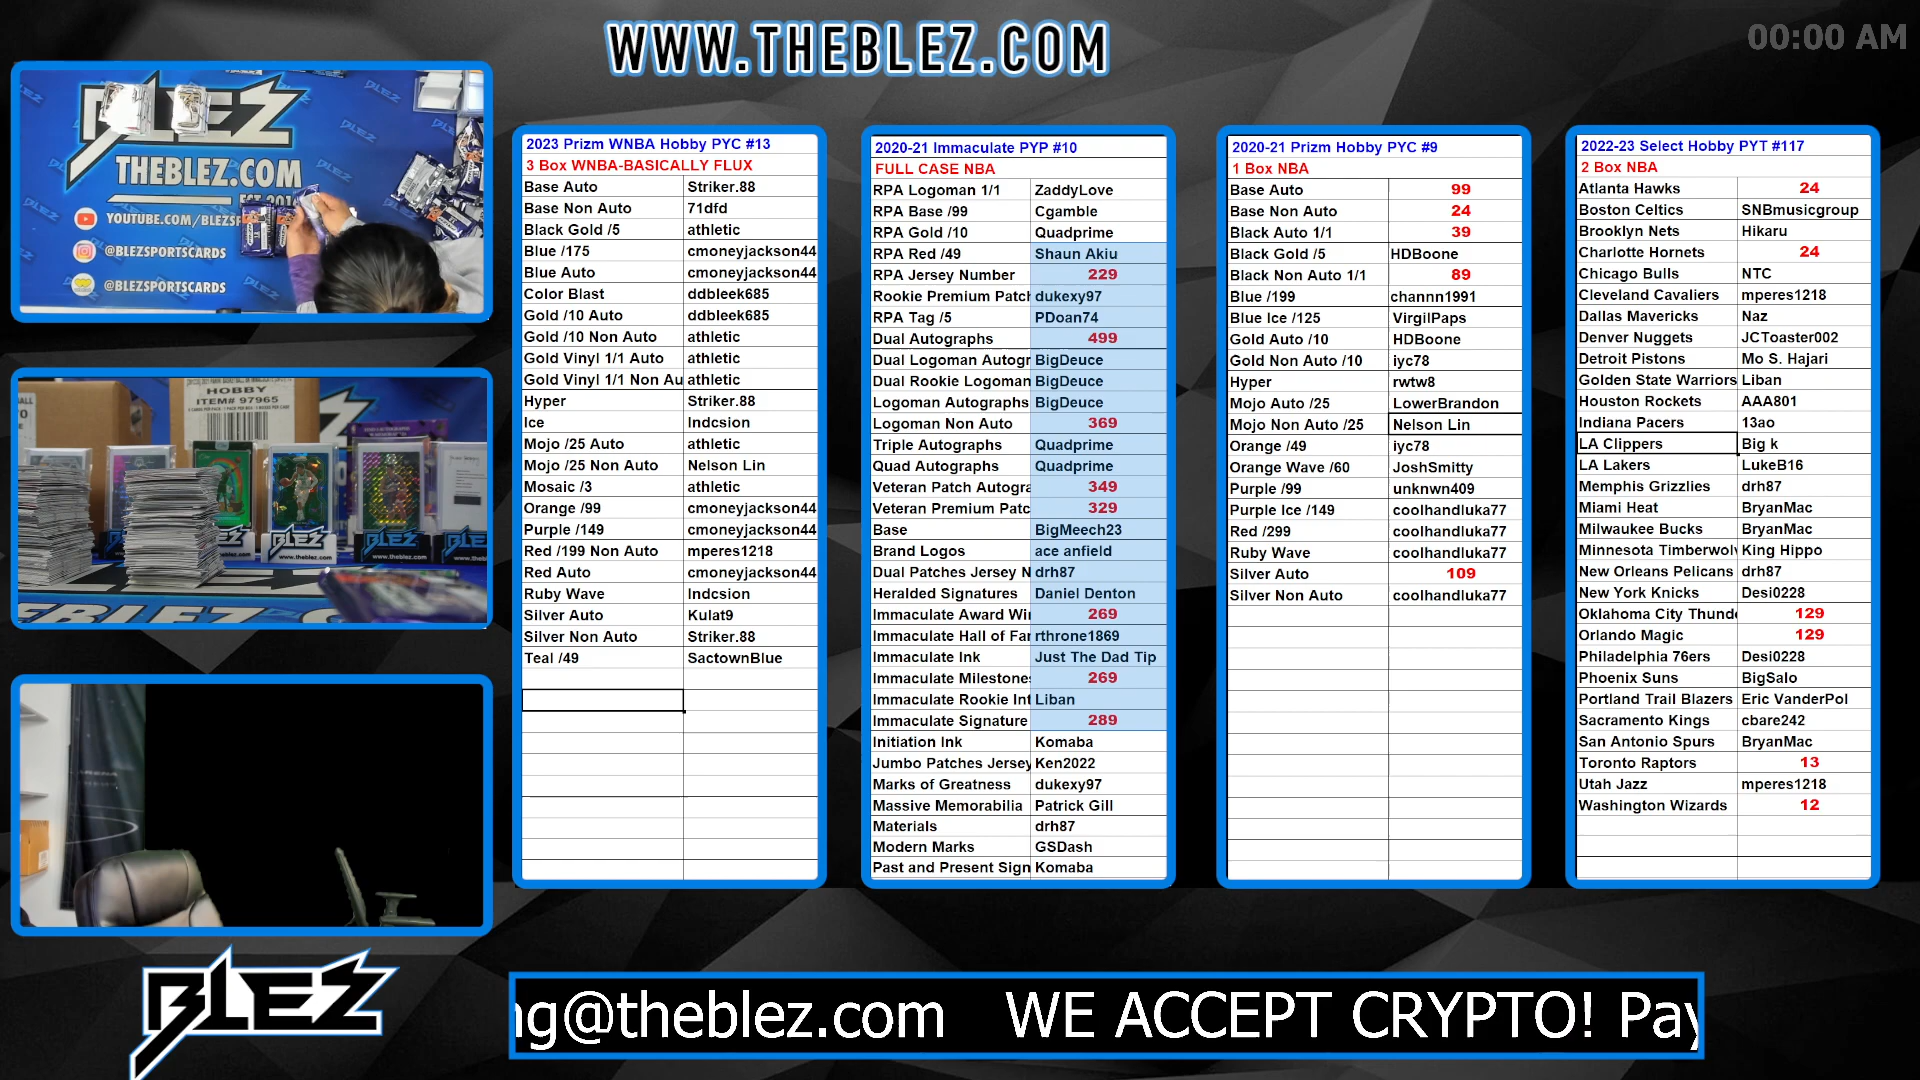 WWW.THEBLEZ.COM
00:00 AM
BLEZ
THEBLEZ.COM
YOUTUBE.COM/BLEZSP
@BLEZSPORTSCARDS
@BLEZSPORTSCARDS
HOBBY
ITEM# 97965
www.theblez.com
BLEZ
www.theblez.com
BLEZ
www.theblez.com
2023 Prizm WNBA Hobby PYC #13
3 Box WNBA-BASICALLY FLUX
Base Auto Striker.88
Base Non Auto 71dfd
Black Gold /5 athletic
Blue /175 cmoneyjackson44
Blue Auto cmoneyjackson44
Color Blast ddbleek685
Gold /10 Auto ddbleek685
Gold /10 Non Auto athletic
Gold Vinyl 1/1 Auto athletic
Gold Vinyl 1/1 Non Au athletic
Hyper Striker.88
Ice Indcsion
Mojo /25 Auto athletic
Mojo /25 Non Auto Nelson Lin
Mosaic /3 athletic
Orange /99 cmoneyjackson44
Purple /149 cmoneyjackson44
Red /199 Non Auto mperes1218
Red Auto cmoneyjackson44
Ruby Wave Indcsion
Silver Auto Kulat9
Silver Non Auto Striker.88
Teal /49 SactownBlue
2020-21 Immaculate PYP #10
FULL CASE NBA
RPA Logoman 1/1 ZaddyLove
RPA Base /99 Cgamble
RPA Gold /10 Quadprime
RPA Red /49 Shaun Akiu
RPA Jersey Number 229
Rookie Premium Patch dukexy97
RPA Tag /5 PDoan74
Dual Autographs 499
Dual Logoman Autogr BigDeuce
Dual Rookie Logoman BigDeuce
Logoman Autographs BigDeuce
Logoman Non Auto 369
Triple Autographs Quadprime
Quad Autographs Quadprime
Veteran Patch Autogra 349
Veteran Premium Patc 329
Base BigMeech23
Brand Logos ace anfield
Dual Patches Jersey N drh87
Heralded Signatures Daniel Denton
Immaculate Award Wi 269
Immaculate Hall of Fa rthrone1869
Immaculate Ink Just The Dad Tip
Immaculate Milestone 269
Immaculate Rookie Int Liban
Immaculate Signature 289
Initiation Ink Komaba
Jumbo Patches Jersey Ken2022
Marks of Greatness dukexy97
Massive Memorabilia Patrick Gill
Materials drh87
Modern Marks GSDash
Past and Present Sign Komaba
2020-21 Prizm Hobby PYC #9
1 Box NBA
Base Auto 99
Base Non Auto 24
Black Auto 1/1 39
Black Gold /5 HDBoone
Black Non Auto 1/1 89
Blue /199 channn1991
Blue Ice /125 VirgilPaps
Gold Auto /10 HDBoone
Gold Non Auto /10 iyc78
Hyper rwtw8
Mojo Auto /25 LowerBrandon
Mojo Non Auto /25 Nelson Lin
Orange /49 iyc78
Orange Wave /60 JoshSmitty
Purple /99 unknwn409
Purple Ice /149 coolhandluka77
Red /299 coolhandluka77
Ruby Wave coolhandluka77
Silver Auto 109
Silver Non Auto coolhandluka77
2022-23 Select Hobby PYT #117
2 Box NBA
Atlanta Hawks 24
Boston Celtics SNBmusicgroup
Brooklyn Nets Hikaru
Charlotte Hornets 24
Chicago Bulls NTC
Cleveland Cavaliers mperes1218
Dallas Mavericks Naz
Denver Nuggets JCToaster002
Detroit Pistons Mo S. Hajari
Golden State Warriors Liban
Houston Rockets AAA801
Indiana Pacers 13ao
LA Clippers Big k
LA Lakers LukeB16
Memphis Grizzlies drh87
Miami Heat BryanMac
Milwaukee Bucks BryanMac
Minnesota Timberwolv King Hippo
New Orleans Pelicans drh87
New York Knicks Desi0228
Oklahoma City Thund 129
Orlando Magic 129
Philadelphia 76ers Desi0228
Phoenix Suns BigSalo
Portland Trail Blazers Eric VanderPol
Sacramento Kings cbare242
San Antonio Spurs BryanMac
Toronto Raptors 13
Utah Jazz mperes1218
Washington Wizards 12
BLEZ
ng@theblez.com WE ACCEPT CRYPTO! Pay